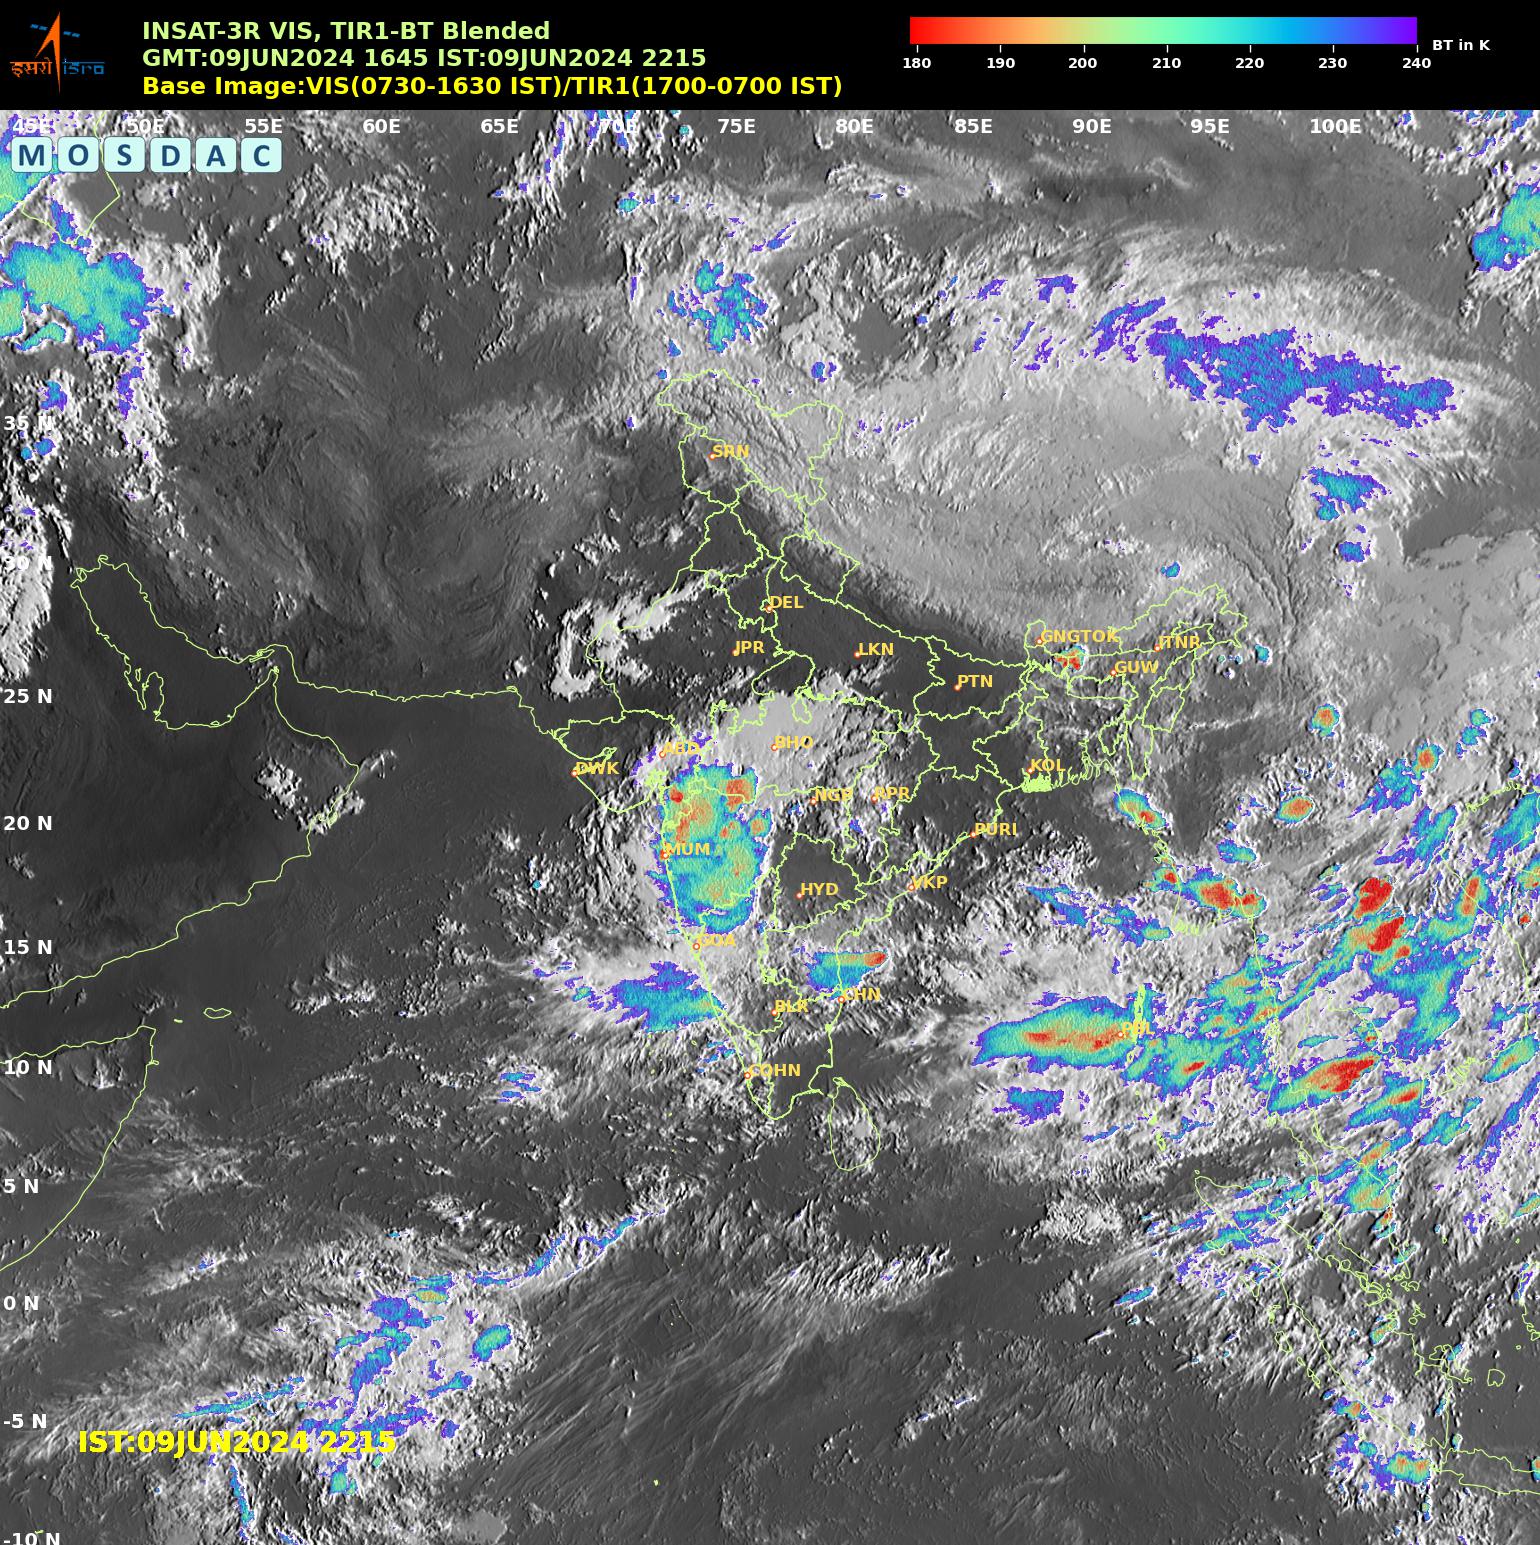 INSAT-3R VIS, TIR1-BT Blended
GMT:09JUN2024 1645 IST:09JUN2024 2215
Base Image:VIS(0730-1630 IST)/TIR1(1700-0700 IST)
इसरो isro
BT in K
180 190 200 210 220 230 240
45E 50E 55E 60E 65E 70E 75E 80E 85E 90E 95E 100E
M O S D A C
35 N
SRN
30 N
DEL
GNGTOK
ITNR
JPR
LKN
GUW
PTN
25 N
ABD
BHO
DWK
KOL
NGP
RPR
20 N
PURI
MUM
HYD
VKP
15 N
GOA
CHN
BLR
PBL
10 N
COHN
5 N
0 N
-5 N
IST:09JUN2024 2215
-10 N